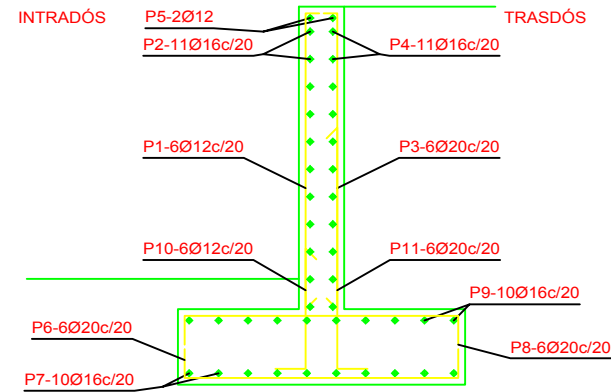 INTRADÓS
P5-2Ø12
TRASDÓS
P2-11Ø16c/20
P4-11Ø16c/20
P1-6Ø12c/20
P3-6Ø20c/20
P10-6Ø12c/20
P11-6Ø20c/20
P9-10Ø16c/20
P6-6Ø20c/20
P8-6Ø20c/20
P7-10Ø16c/20